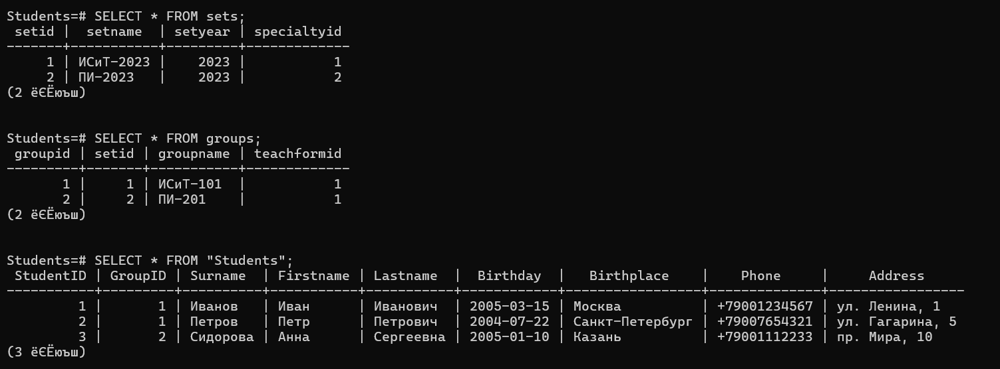 Students=# SELECT * FROM sets;
 setid |  setname  | setyear | specialtyid
-------+-----------+---------+-------------
     1 | ИСиТ-2023 |    2023 |           1
     2 | ПИ-2023   |    2023 |           2
(2 ёЄЁюъш)
Students=# SELECT * FROM groups;
 groupid | setid | groupname | teachformid
---------+-------+-----------+-------------
       1 |     1 | ИСиТ-101  |           1
       2 |     2 | ПИ-201    |           1
(2 ёЄЁюъш)
Students=# SELECT * FROM "Students";
 StudentID | GroupID | Surname  | Firstname | Lastname  |  Birthday  |   Birthplace    |    Phone     |     Address
-----------+---------+----------+-----------+-----------+------------+-----------------+--------------+-----------------
         1 |       1 | Иванов   | Иван      | Иванович  | 2005-03-15 | Москва          | +79001234567 | ул. Ленина, 1
         2 |       1 | Петров   | Петр      | Петрович  | 2004-07-22 | Санкт-Петербург | +79007654321 | ул. Гагарина, 5
         3 |       2 | Сидорова | Анна      | Сергеевна | 2005-01-10 | Казань          | +79001112233 | пр. Мира, 10
(3 ёЄЁюъш)